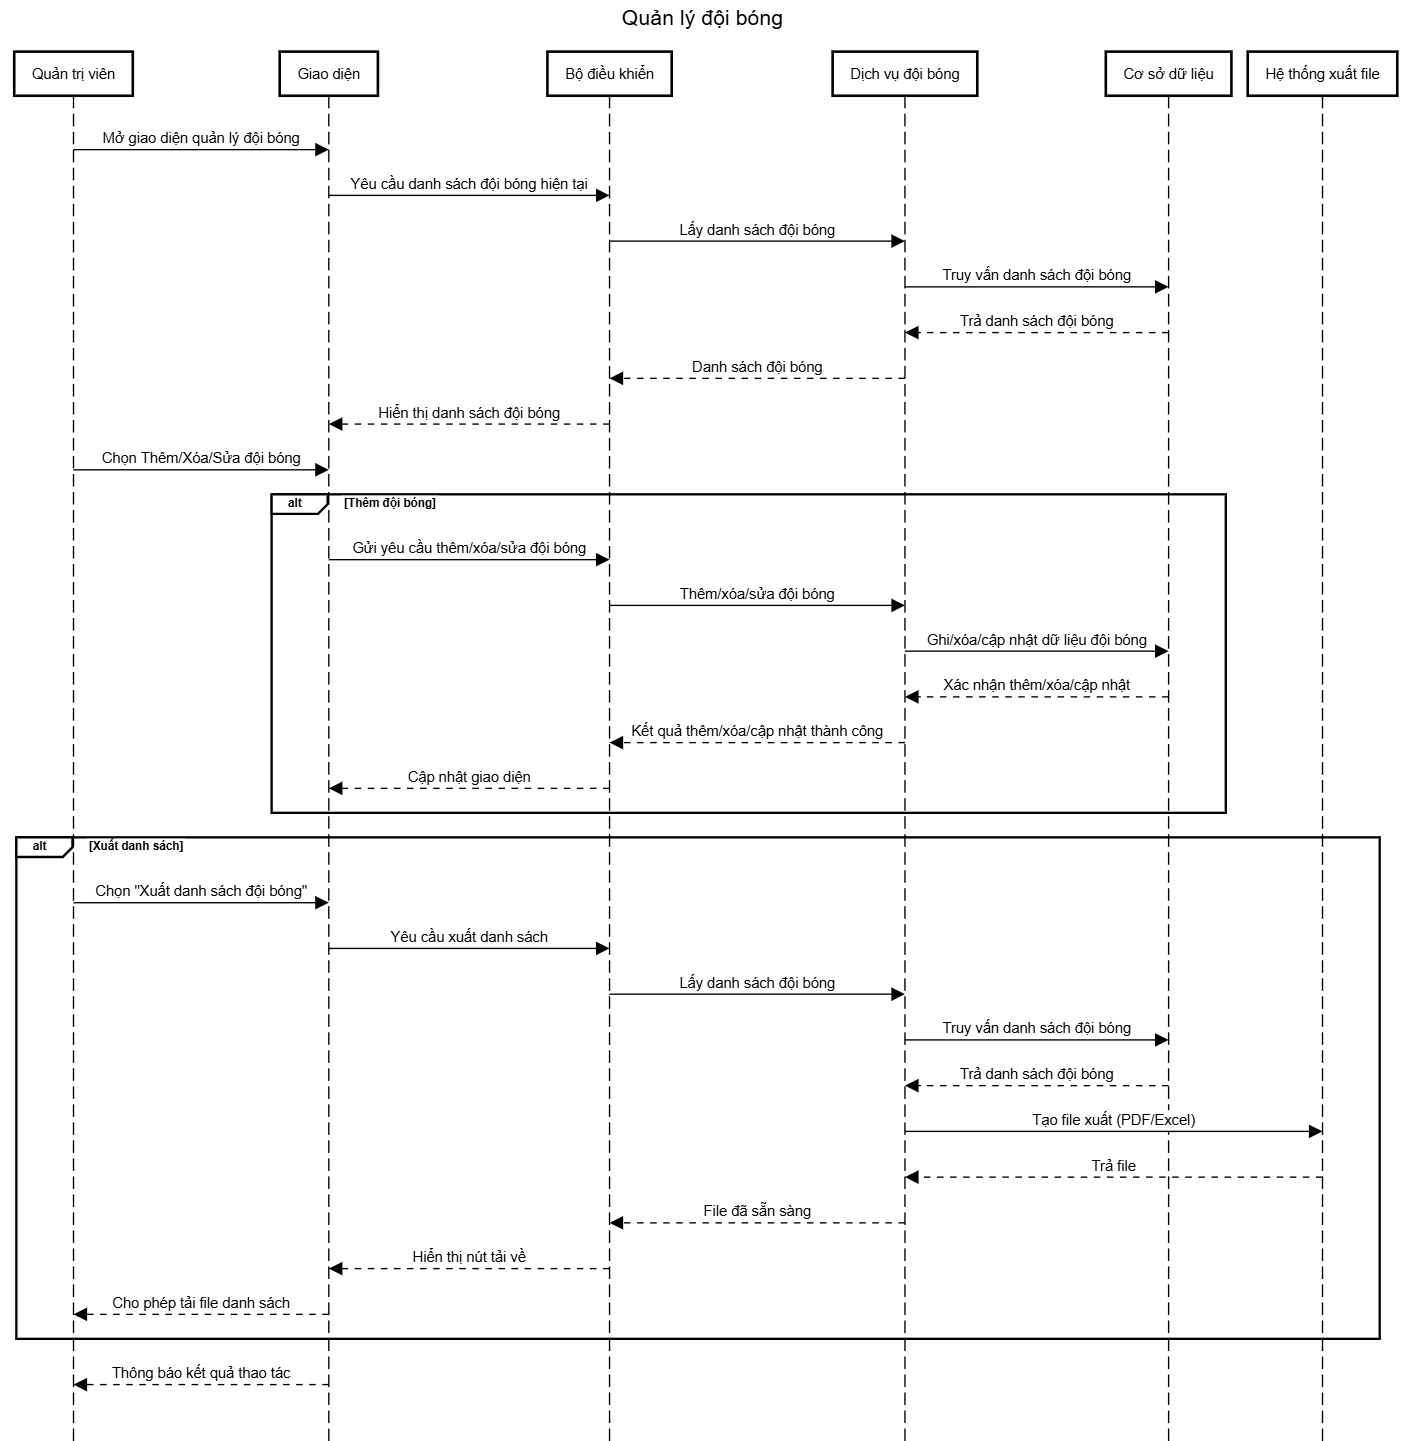 Quản lý đội bóng
Quản trị viên
Giao diện
Bộ điều khiển
Dịch vụ đội bóng
Cơ sở dữ liệu
Hệ thống xuất file
Mở giao diện quản lý đội bóng
Yêu cầu danh sách đội bóng hiện tại
Lấy danh sách đội bóng
Truy vấn danh sách đội bóng
Trả danh sách đội bóng
Danh sách đội bóng
Hiển thị danh sách đội bóng
Chọn Thêm/Xóa/Sửa đội bóng
alt
[Thêm đội bóng]
Gửi yêu cầu thêm/xóa/sửa đội bóng
Thêm/xóa/sửa đội bóng
Ghi/xóa/cập nhật dữ liệu đội bóng
Xác nhận thêm/xóa/cập nhật
Kết quả thêm/xóa/cập nhật thành công
Cập nhật giao diện
alt
[Xuất danh sách]
Chọn "Xuất danh sách đội bóng"
Yêu cầu xuất danh sách
Lấy danh sách đội bóng
Truy vấn danh sách đội bóng
Trả danh sách đội bóng
Tạo file xuất (PDF/Excel)
Trả file
File đã sẵn sàng
Hiển thị nút tải về
Cho phép tải file danh sách
Thông báo kết quả thao tác